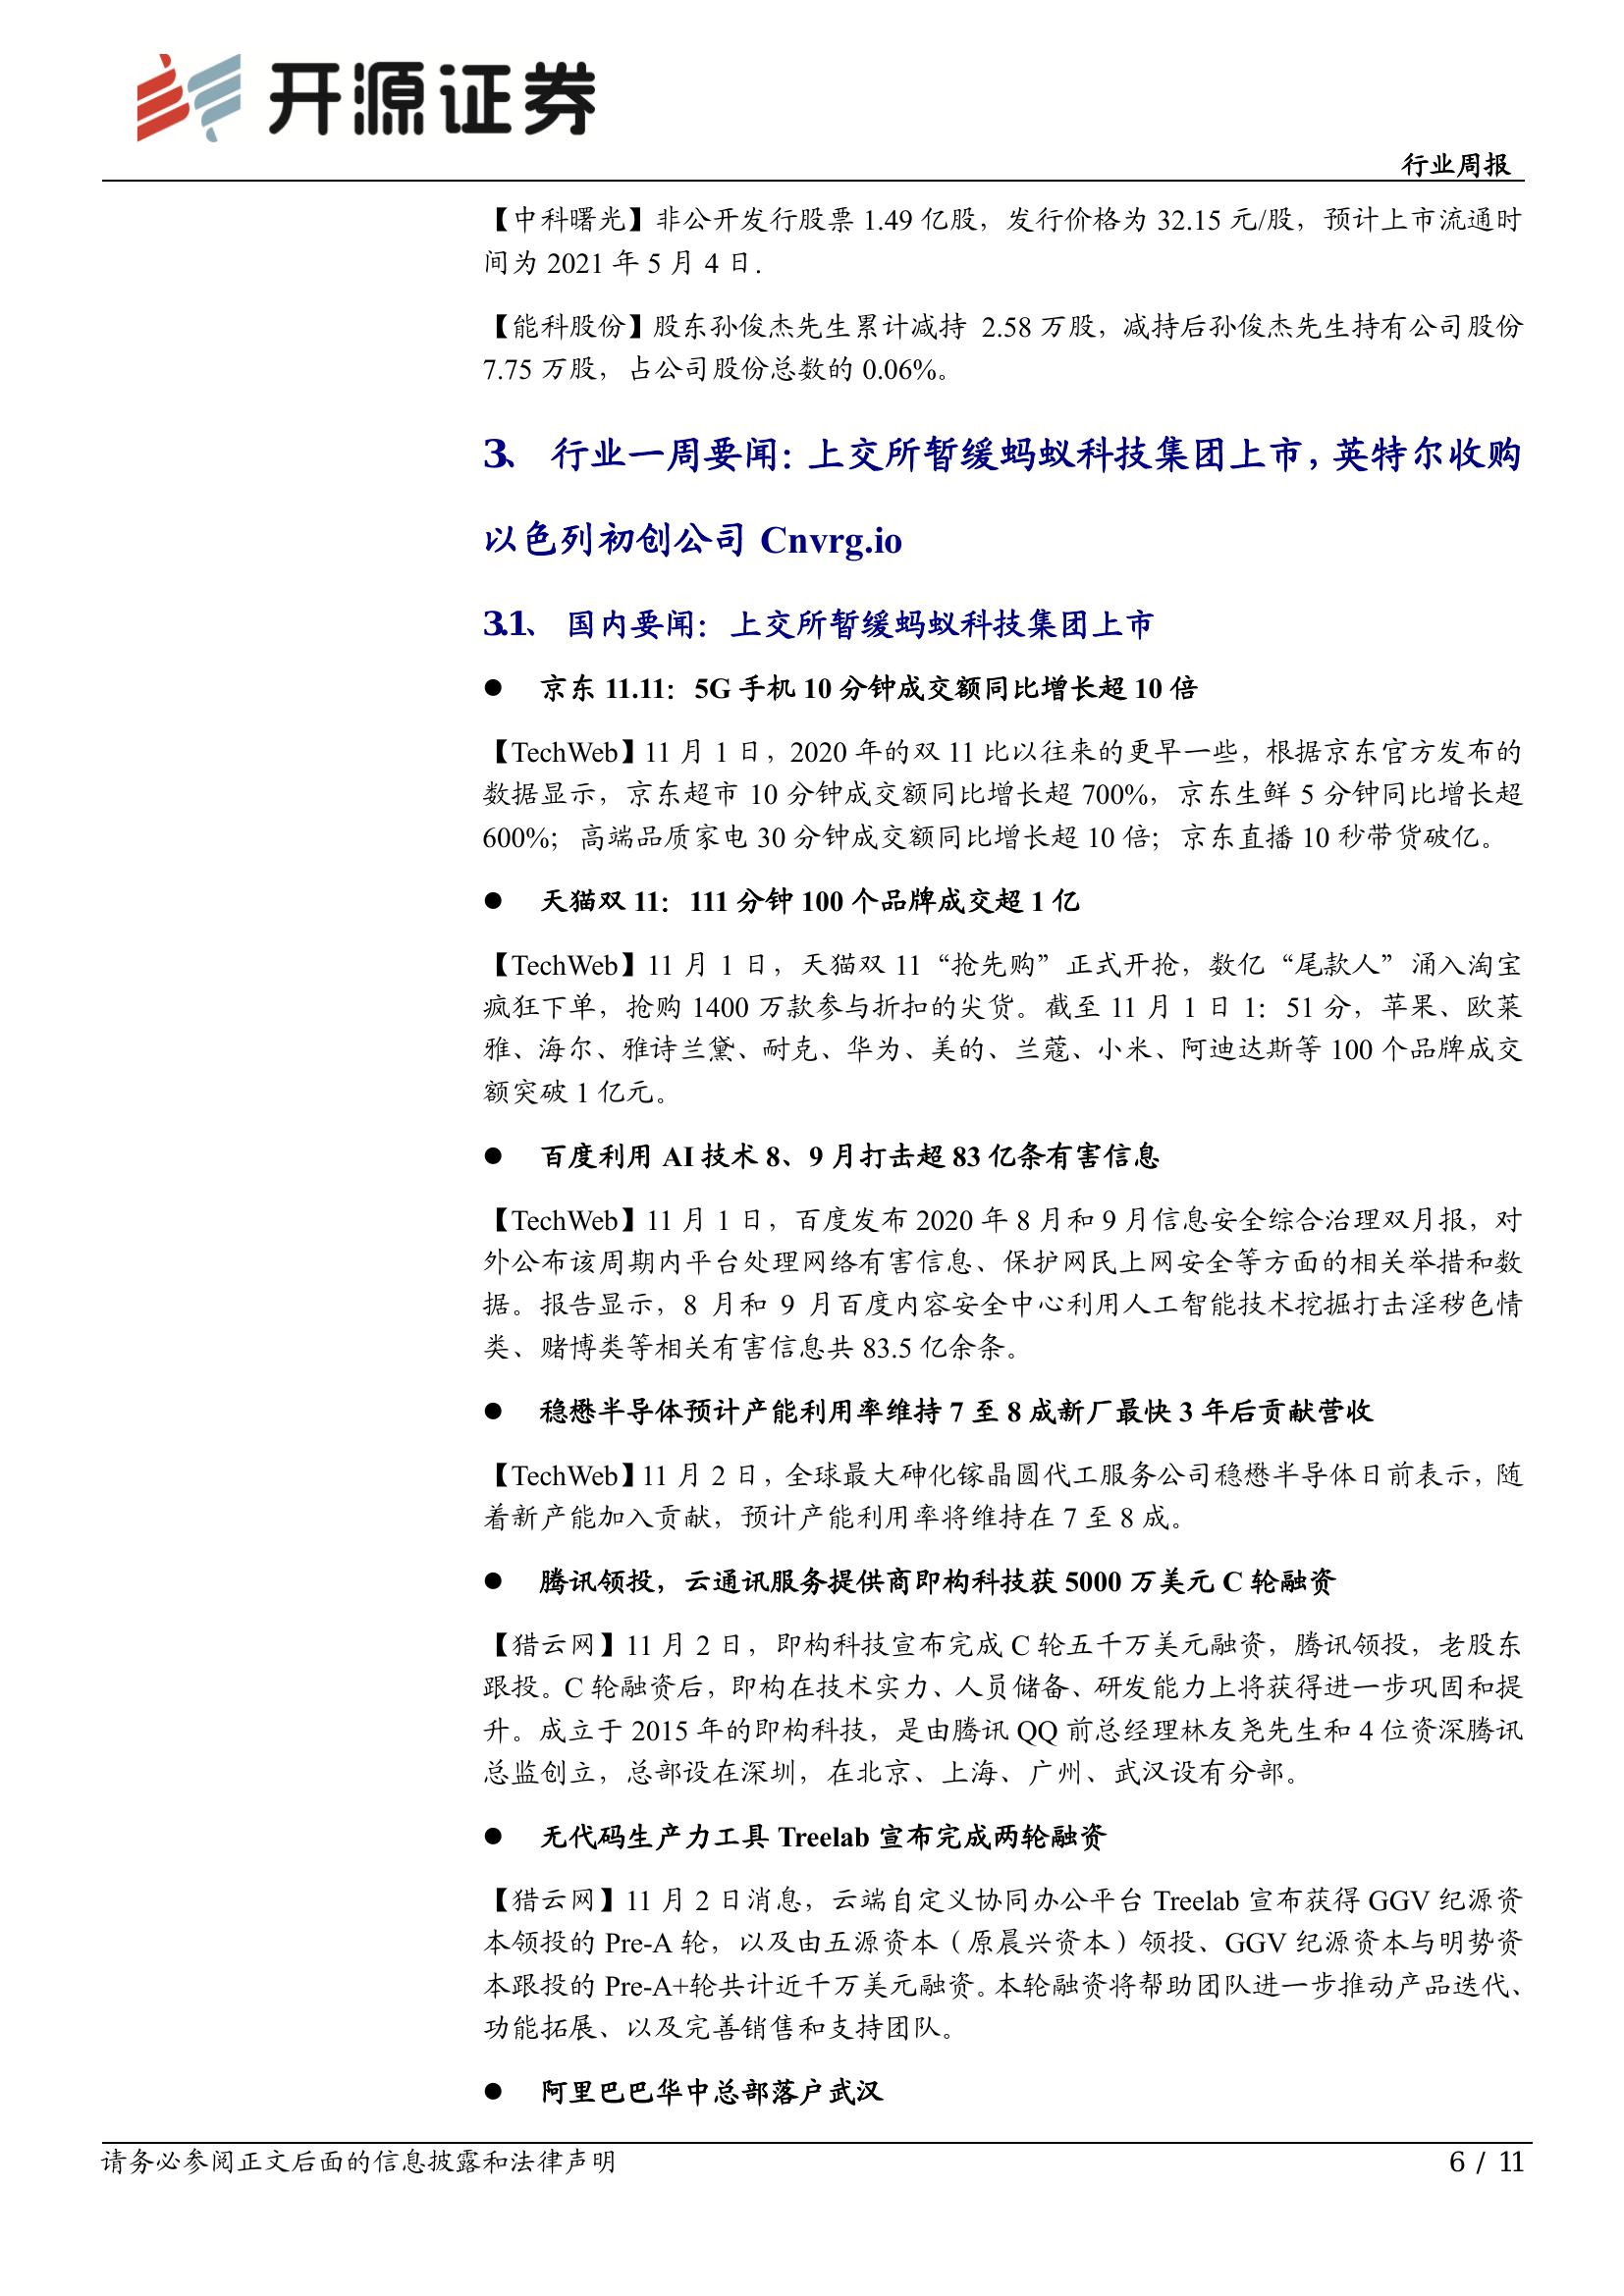 开源证券
行业周报
【中科曙光】非公开发行股票 1.49 亿股，发行价格为 32.15 元/股，预计上市流通时
间为 2021 年 5 月 4 日.
【能科股份】股东孙俊杰先生累计减持 2.58 万股，减持后孙俊杰先生持有公司股份
7.75 万股，占公司股份总数的 0.06%。
3、 行业一周要闻：上交所暂缓蚂蚁科技集团上市，英特尔收购
以色列初创公司 Cnvrg.io
3.1、 国内要闻：上交所暂缓蚂蚁科技集团上市
● 京东 11.11：5G 手机 10 分钟成交额同比增长超 10 倍
【TechWeb】11 月 1 日，2020 年的双 11 比以往来的更早一些，根据京东官方发布的
数据显示，京东超市 10 分钟成交额同比增长超 700%，京东生鲜 5 分钟同比增长超
600%；高端品质家电 30 分钟成交额同比增长超 10 倍；京东直播 10 秒带货破亿。
● 天猫双 11：111 分钟 100 个品牌成交超 1 亿
【TechWeb】11 月 1 日，天猫双 11“抢先购”正式开抢，数亿“尾款人”涌入淘宝
疯狂下单，抢购 1400 万款参与折扣的尖货。截至 11 月 1 日 1：51 分，苹果、欧莱
雅、海尔、雅诗兰黛、耐克、华为、美的、兰蔻、小米、阿迪达斯等 100 个品牌成交
额突破 1 亿元。
● 百度利用 AI 技术 8、9 月打击超 83 亿条有害信息
【TechWeb】11 月 1 日，百度发布 2020 年 8 月和 9 月信息安全综合治理双月报，对
外公布该周期内平台处理网络有害信息、保护网民上网安全等方面的相关举措和数
据。报告显示，8 月和 9 月百度内容安全中心利用人工智能技术挖掘打击淫秽色情
类、赌博类等相关有害信息共 83.5 亿余条。
● 稳懋半导体预计产能利用率维持 7 至 8 成新厂最快 3 年后贡献营收
【TechWeb】11 月 2 日，全球最大砷化镓晶圆代工服务公司稳懋半导体日前表示，随
着新产能加入贡献，预计产能利用率将维持在 7 至 8 成。
● 腾讯领投，云通讯服务提供商即构科技获 5000 万美元 C 轮融资
【猎云网】11 月 2 日，即构科技宣布完成 C 轮五千万美元融资，腾讯领投，老股东
跟投。C 轮融资后，即构在技术实力、人员储备、研发能力上将获得进一步巩固和提
升。成立于 2015 年的即构科技，是由腾讯 QQ 前总经理林友尧先生和 4 位资深腾讯
总监创立，总部设在深圳，在北京、上海、广州、武汉设有分部。
● 无代码生产力工具 Treelab 宣布完成两轮融资
【猎云网】11 月 2 日消息，云端自定义协同办公平台 Treelab 宣布获得 GGV 纪源资
本领投的 Pre-A 轮，以及由五源资本（原晨兴资本）领投、GGV 纪源资本与明势资
本跟投的 Pre-A+轮共计近千万美元融资。本轮融资将帮助团队进一步推动产品迭代、
功能拓展、以及完善销售和支持团队。
● 阿里巴巴华中总部落户武汉
请务必参阅正文后面的信息披露和法律声明
6 / 11